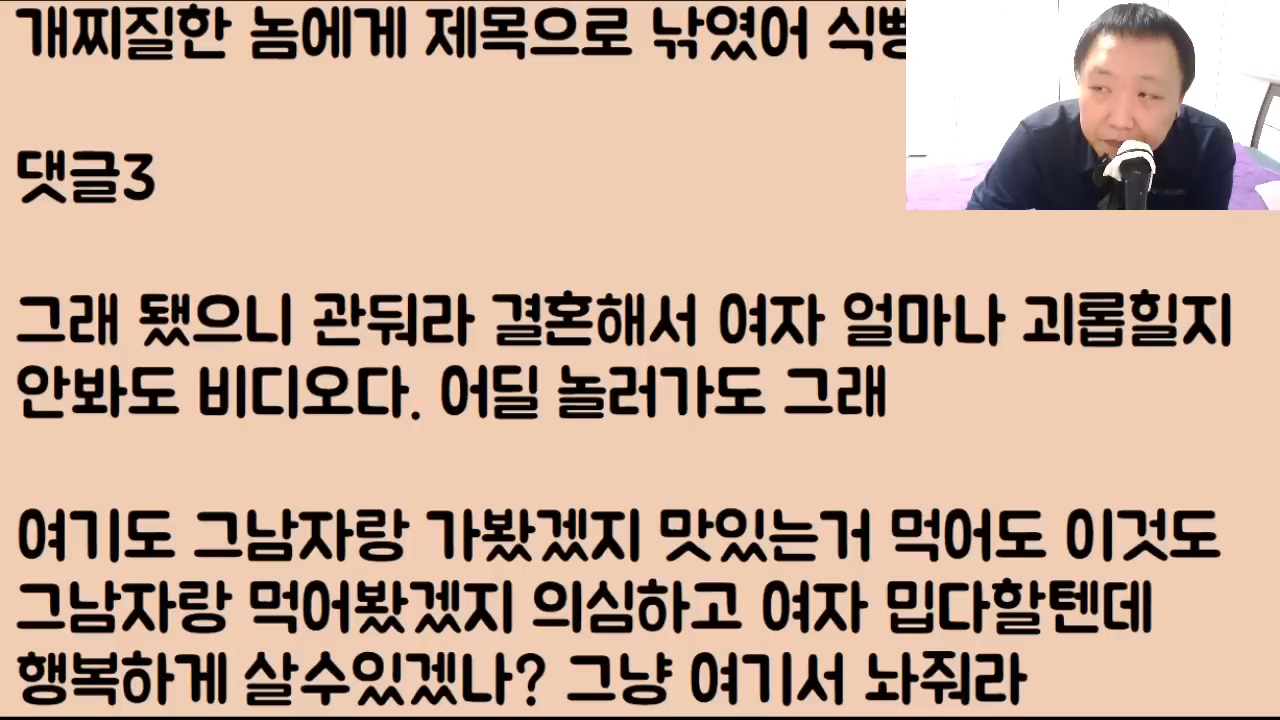 개찌질한 놈에게 제목으로 낚였어
댓글3
그래 됐으니 관둬라 결혼해서 여자 얼마나 괴롭힐지
안봐도 비디오다. 어딜 놀러가도 그래
여기도 그남자랑 가봤겠지 맛있는거 먹어도 이것도
그남자랑 먹어봤겠지 의심하고 여자 밉다할텐데
행복하게 살수있겠나? 그냥 여기서 놔줘라